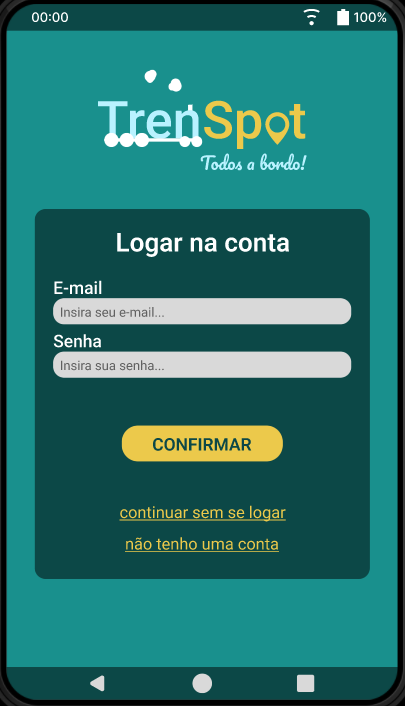 00:00
100%
TrenSpot
Todos a bordo!
Logar na conta
E-mail
Insira seu e-mail...
Senha
Insira sua senha...
CONFIRMAR
continuar sem se logar
não tenho uma conta